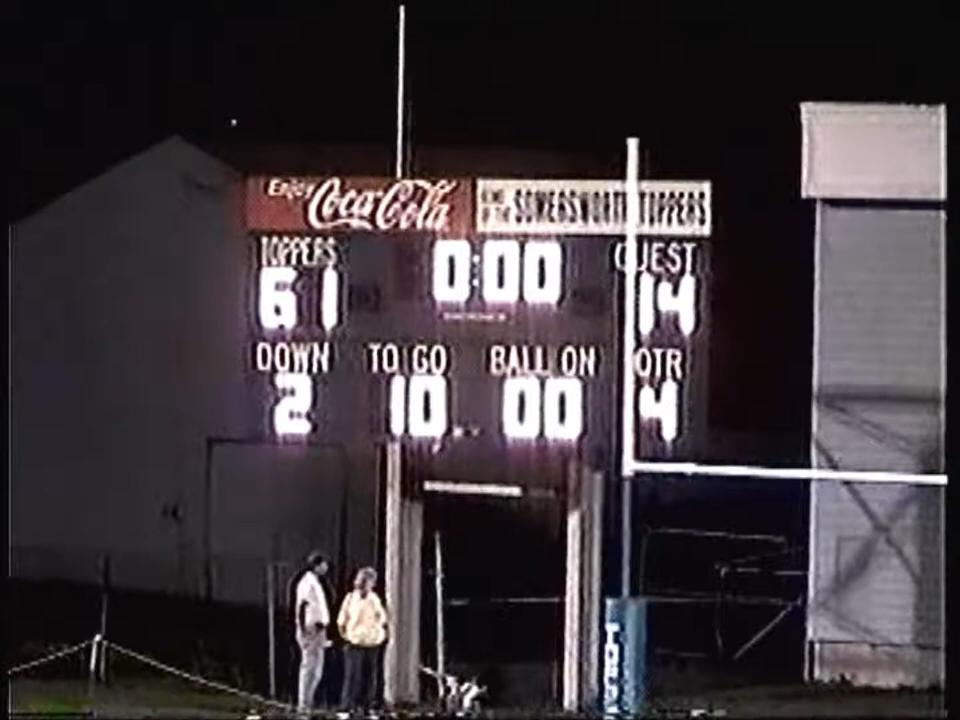 Enjoy Coca-Cola
SOMERSWORTH TOPPERS
TOPPERS 0:00 GUEST
61 14
DOWN TO GO BALL ON QTR
2 10 00 4